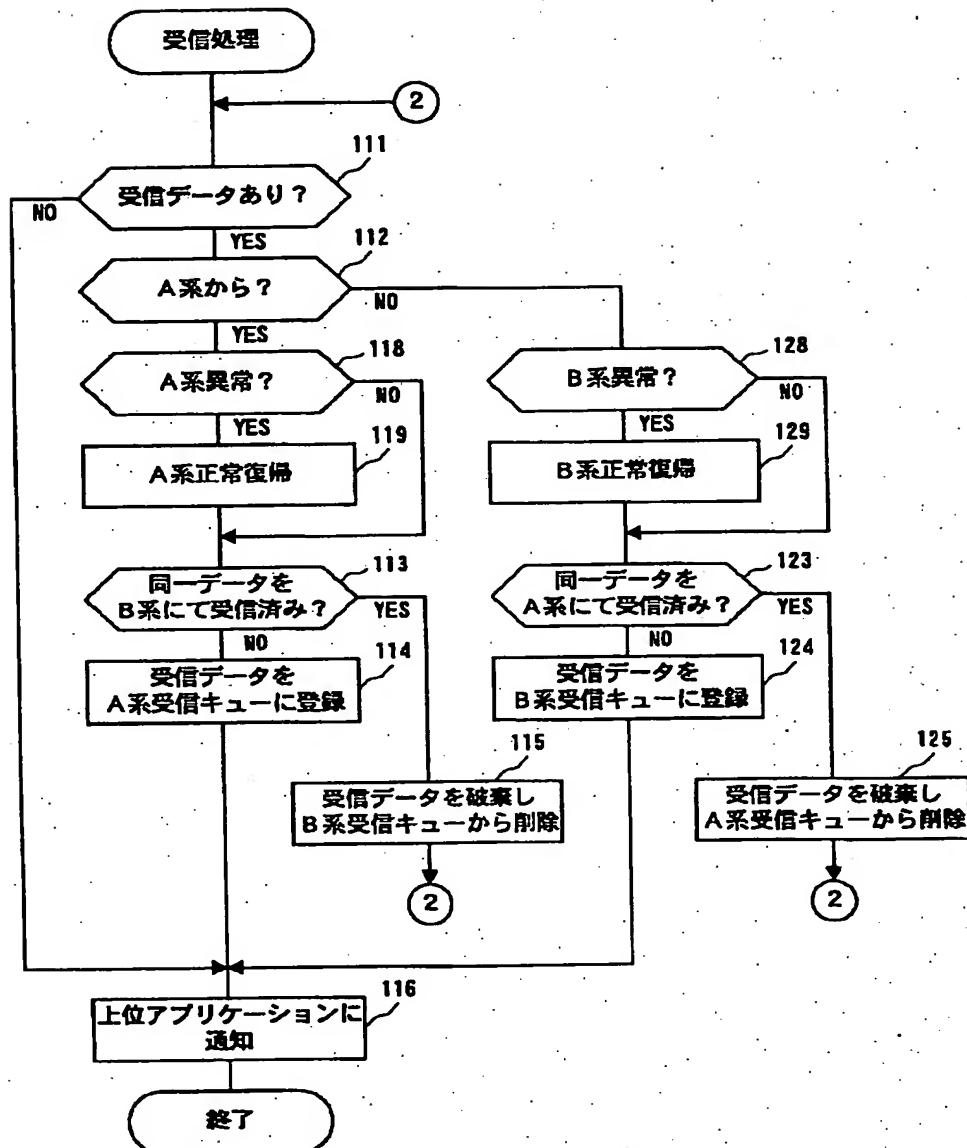 受信処理
2
111
受信データあり？
NO
YES
112
A系から？
NO
YES
118
A系異常？
NO
YES
128
B系異常？
NO
YES
119
A系正常復帰
129
B系正常復帰
113
同一データを
B系にて受信済み？
YES
NO
123
同一データを
A系にて受信済み？
YES
NO
114
受信データを
A系受信キューに登録
124
受信データを
B系受信キューに登録
115
受信データを破棄し
B系受信キューから削除
2
125
受信データを破棄し
A系受信キューから削除
2
116
上位アプリケーションに
通知
終了